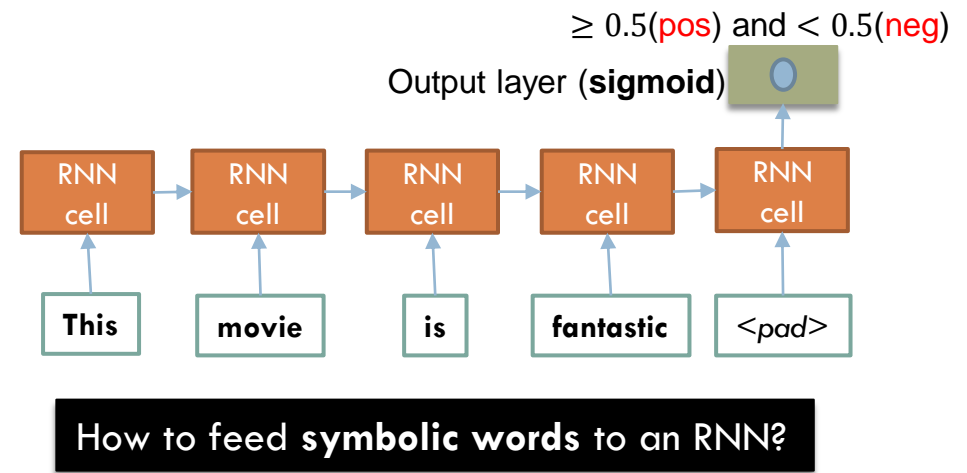 ≥ 0.5(pos) and < 0.5(neg)
Output layer (sigmoid)
RNN cell
RNN cell
RNN cell
RNN cell
RNN cell
This
movie
is
fantastic
<pad>
How to feed symbolic words to an RNN?